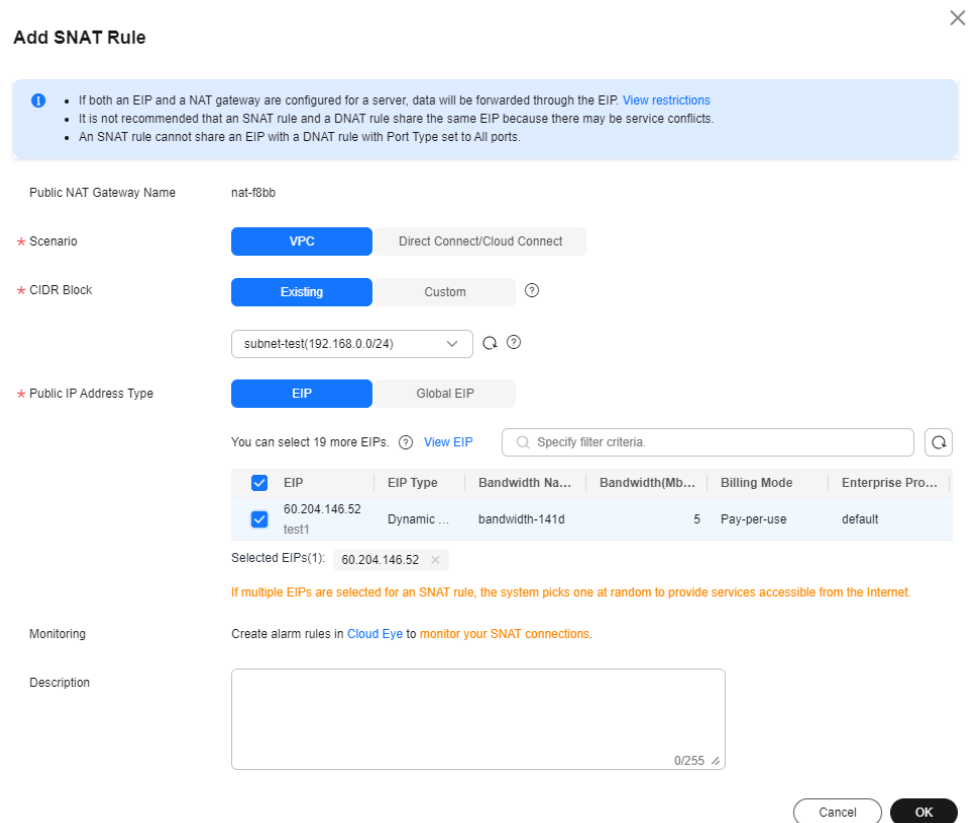 Add SNAT Rule
If both an EIP and a NAT gateway are configured for a server, data will be forwarded through the EIP. View restrictions
It is not recommended that an SNAT rule and a DNAT rule share the same EIP because there may be service conflicts.
An SNAT rule cannot share an EIP with a DNAT rule with Port Type set to All ports.
Public NAT Gateway Name nat-f8bb
* Scenario VPC Direct Connect/Cloud Connect
* CIDR Block Existing Custom
subnet-test(192.168.0.0/24)
* Public IP Address Type EIP Global EIP
You can select 19 more EIPs. View EIP Specify filter criteria.
EIP EIP Type Bandwidth Na... Bandwidth(Mb... Billing Mode Enterprise Pro...
60.204.146.52
test1 Dynamic ... bandwidth-141d 5 Pay-per-use default
Selected EIPs(1): 60.204.146.52 ×
If multiple EIPs are selected for an SNAT rule, the system picks one at random to provide services accessible from the Internet.
Monitoring Create alarm rules in Cloud Eye to monitor your SNAT connections.
Description
0/255
Cancel OK